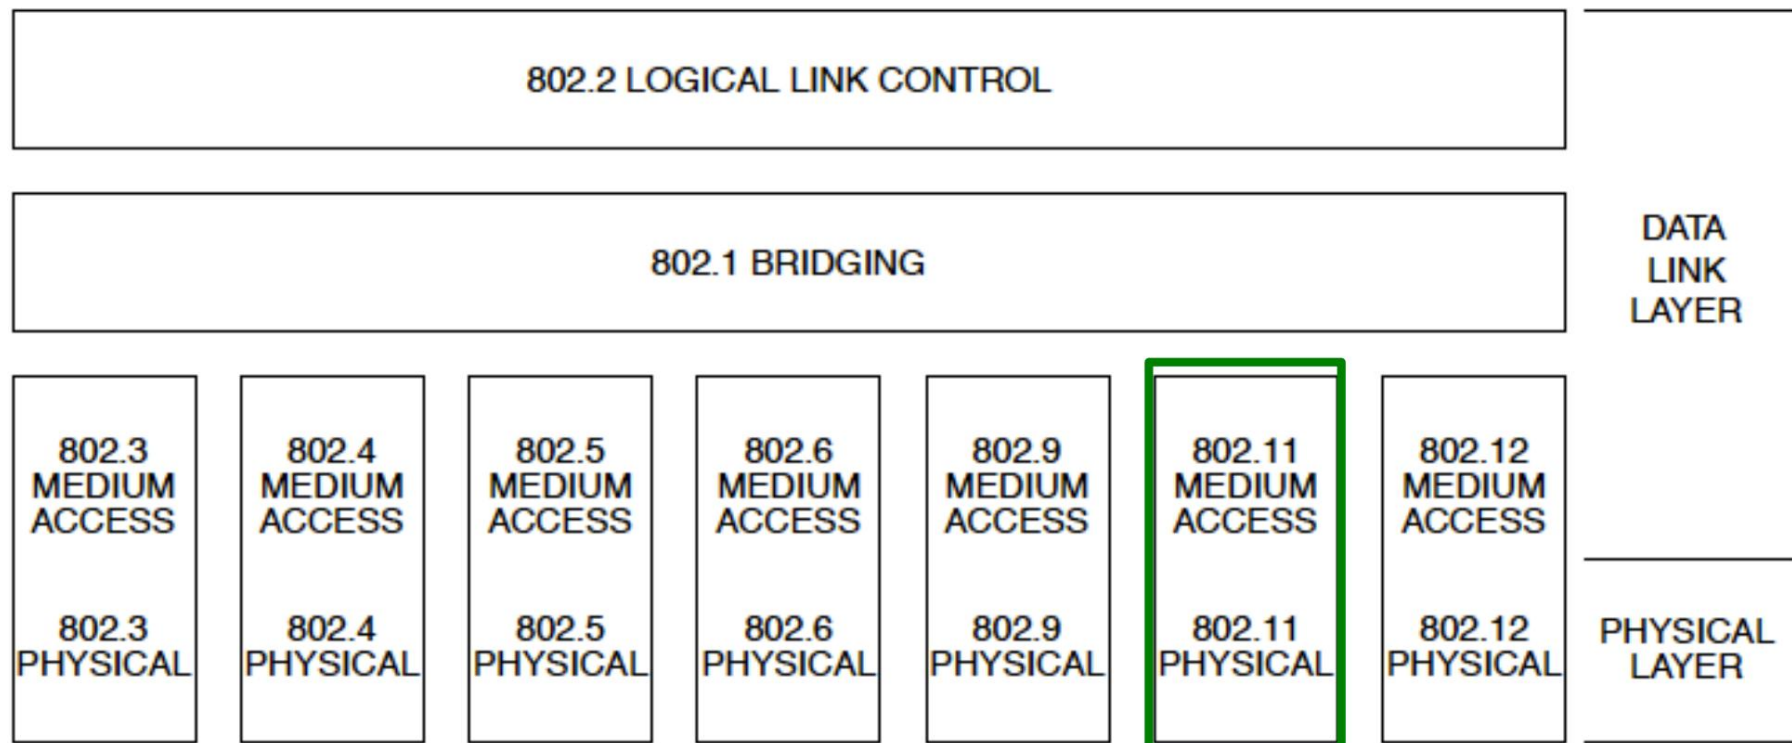 802.2 LOGICAL LINK CONTROL
802.1 BRIDGING
DATA
LINK
LAYER
802.3
MEDIUM
ACCESS
802.4
MEDIUM
ACCESS
802.5
MEDIUM
ACCESS
802.6
MEDIUM
ACCESS
802.9
MEDIUM
ACCESS
802.11
MEDIUM
ACCESS
802.12
MEDIUM
ACCESS
802.3
PHYSICAL
802.4
PHYSICAL
802.5
PHYSICAL
802.6
PHYSICAL
802.9
PHYSICAL
802.11
PHYSICAL
802.12
PHYSICAL
PHYSICAL
LAYER